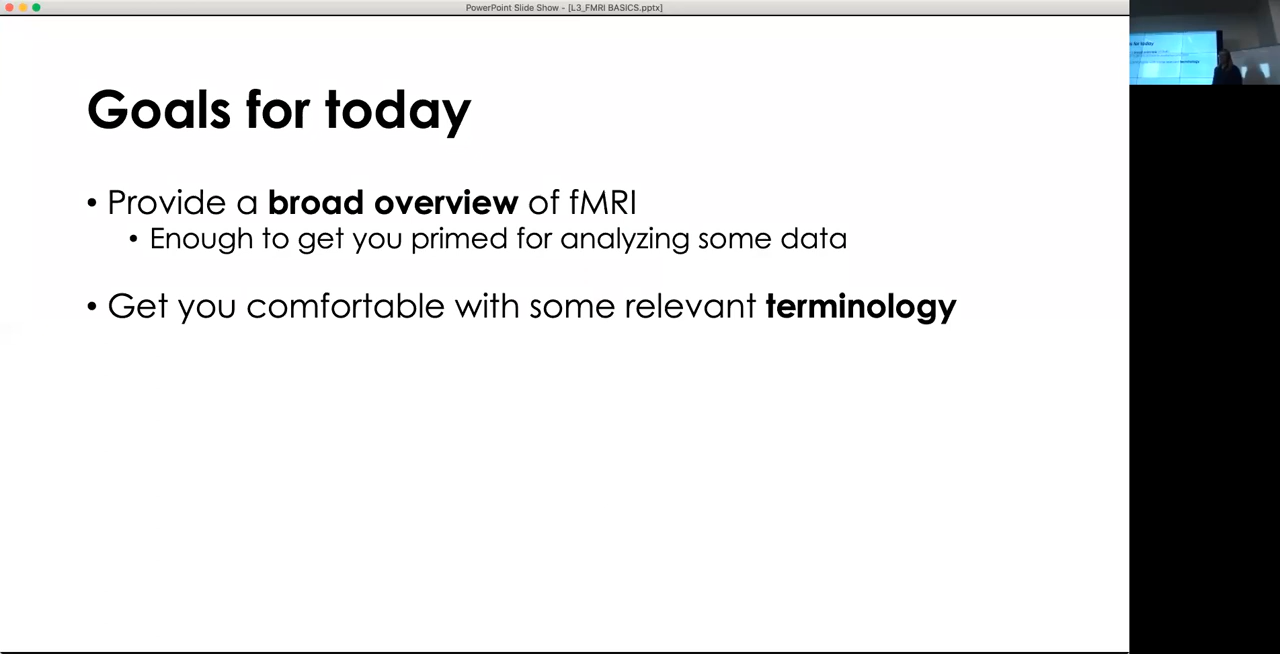 PowerPoint Slide Show - [L3_FMRI BASICS.pptx]
Goals for today
• Provide a broad overview of fMRI
• Enough to get you primed for analyzing some data
• Get you comfortable with some relevant terminology